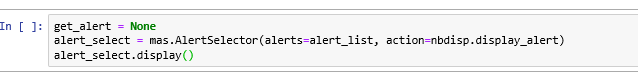 In [ ]: get_alert = None
alert_select = mas.AlertSelector(alerts=alert_list, action=nbdisp.display_alert)
alert_select.display()